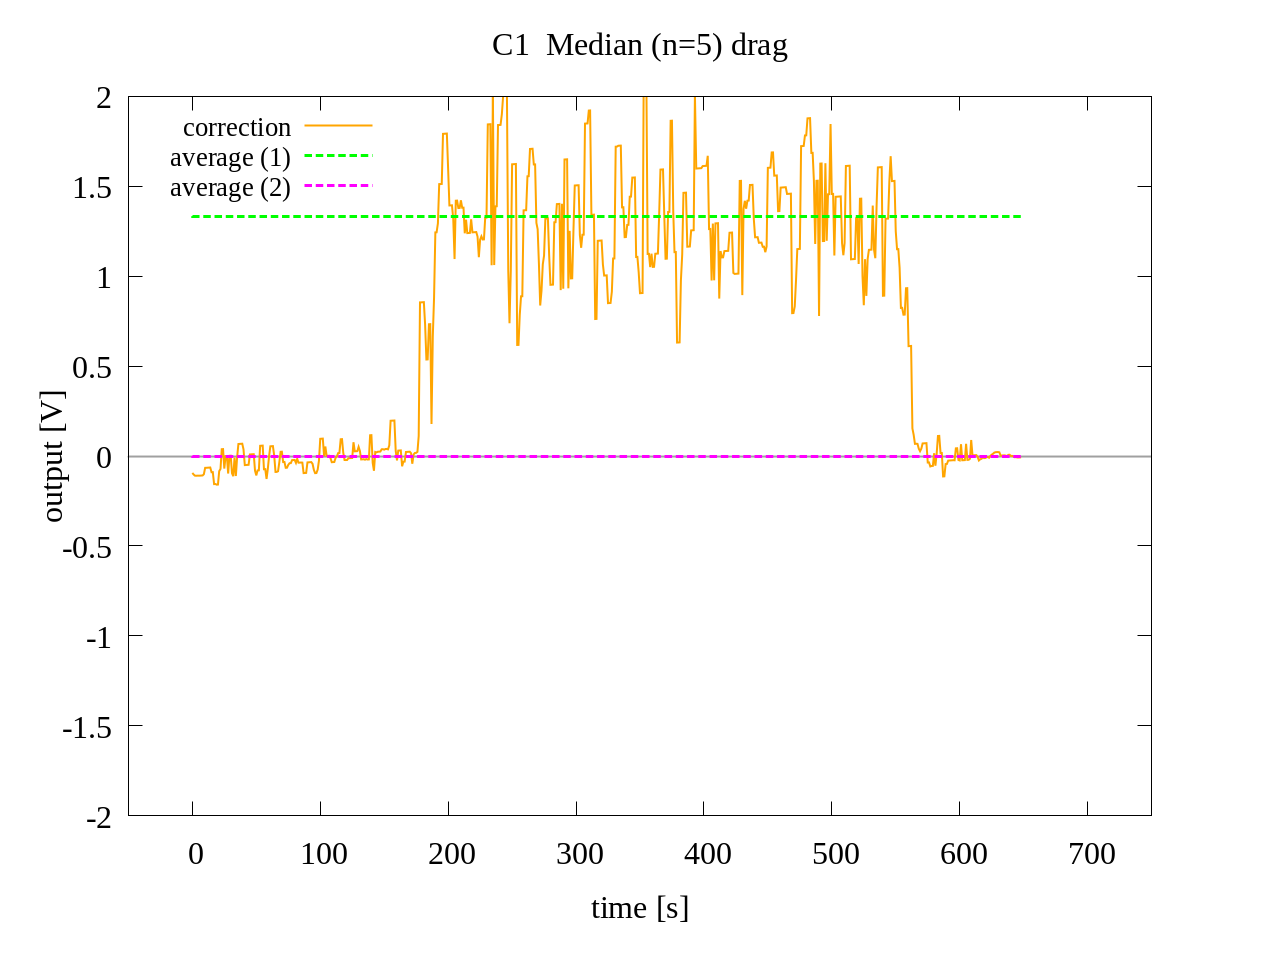 C1  Median (n=5) drag
correction
average (1)
average (2)
2
1.5
1
0.5
0
-0.5
-1
-1.5
-2
output [V]
0 100 200 300 400 500 600 700
time [s]